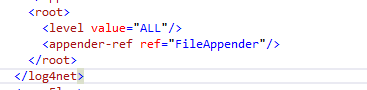 <root>
<level value="ALL"/>
<appender-ref ref="FileAppender"/>
</root>
</log4net>